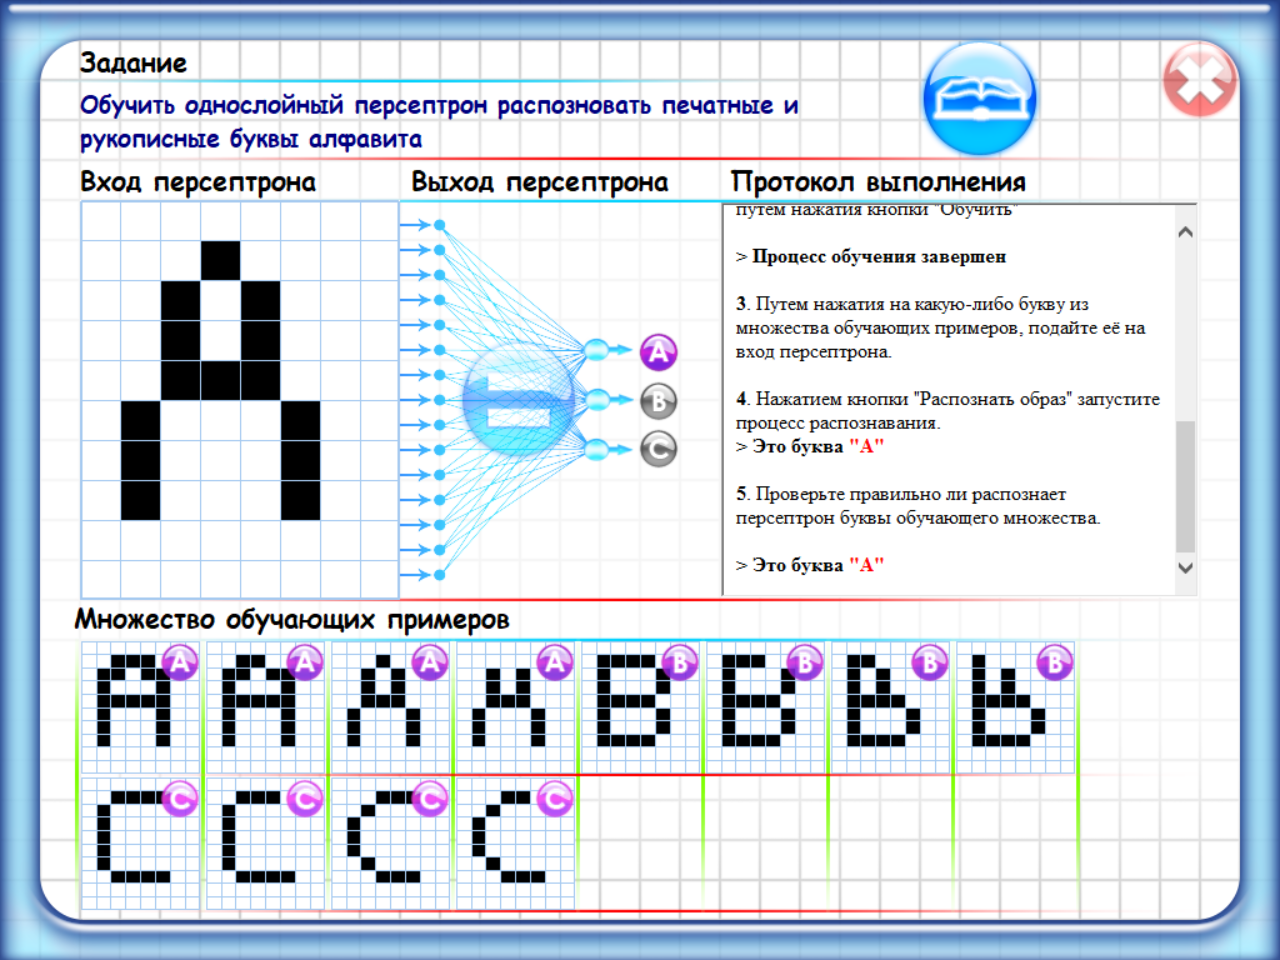 Задание
Обучить однослойный персептрон распозновать печатные и
рукописные буквы алфавита
Вход персептрона
Выход персептрона
Протокол выполнения
путем нажатия кнопки "Обучить"
> Процесс обучения завершен
3. Путем нажатия на какую-либо букву из
множества обучающих примеров, подайте её на
вход персептрона.
4. Нажатием кнопки "Распознать образ" запустите
процесс распознавания.
> Это буква "А"
5. Проверьте правильно ли распознает
персептрон буквы обучающего множества.
> Это буква "А"
A
B
C
Множество обучающих примеров
A A A A B B B B
C C C C